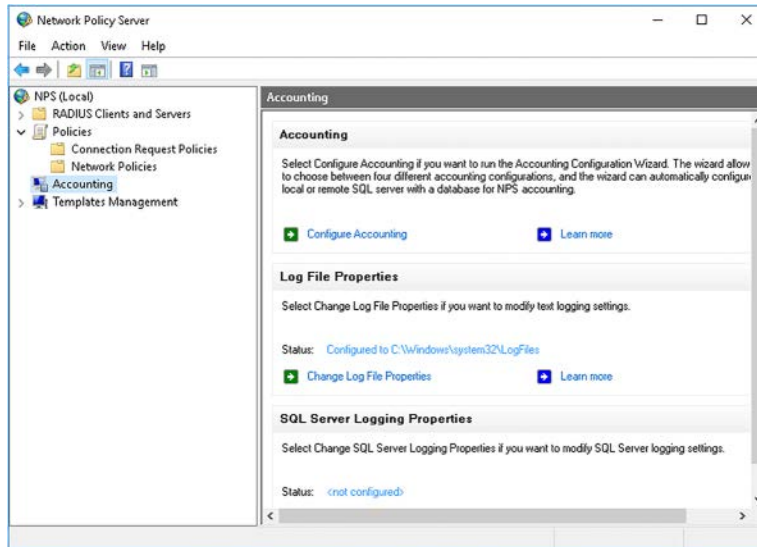 Network Policy Server
File Action View Help
NPS (Local)
RADIUS Clients and Servers
Policies
Connection Request Policies
Network Policies
Accounting
Templates Management
Accounting
Accounting
Select Configure Accounting if you want to run the Accounting Configuration Wizard. The wizard allow
to choose between four different accounting configurations, and the wizard can automatically configure
local or remote SQL server with a database for NPS accounting.
Configure Accounting Learn more
Log File Properties
Select Change Log File Properties if you want to modify text logging settings.
Status: Configured to C:\Windows\system32\LogFiles
Change Log File Properties Learn more
SQL Server Logging Properties
Select Change SQL Server Logging Properties if you want to modify SQL Server logging settings.
Status: <not configured>